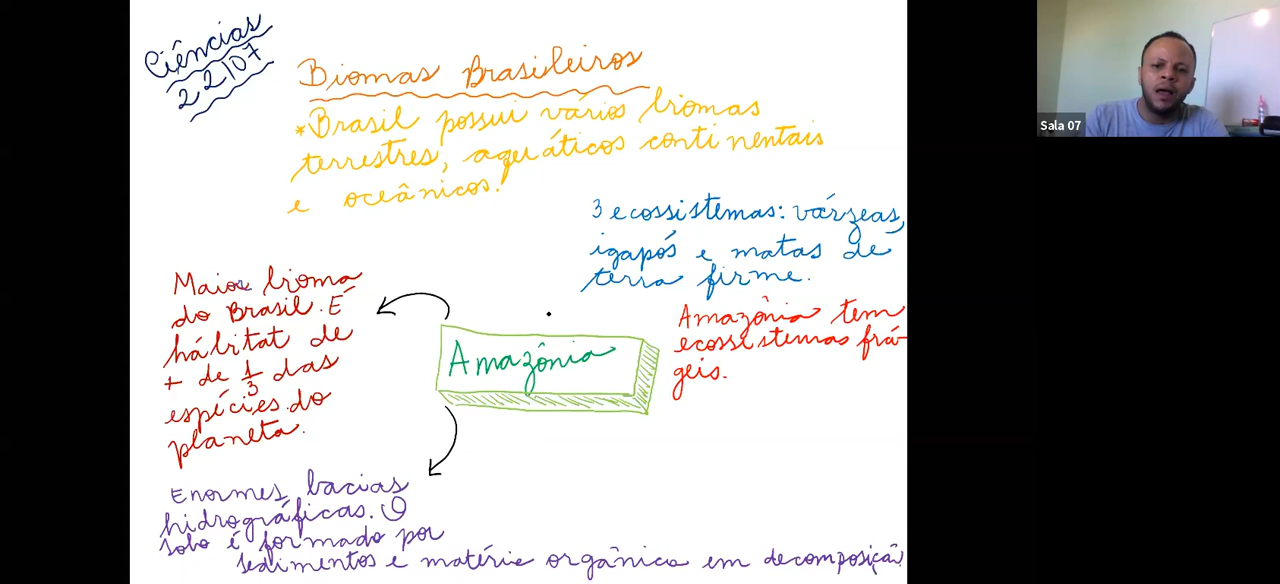 Ciências
22/07
Biomas Brasileiros
*Brasil possui vários biomas
terrestres, aquáticos continentais
e oceânicos.
3 ecossistemas: várzeas,
igapós e matas de
terra firme.
Maior bioma
do Brasil. É
hábitat de
+ de 1/3 das
espécies do
planeta.
Amazônia
Amazônia tem
ecossistemas frá-
geis.
Enormes bacias
hidrográficas. O
solo é formado por
sedimentos e matéria orgânica em decomposiçã
Sala 07